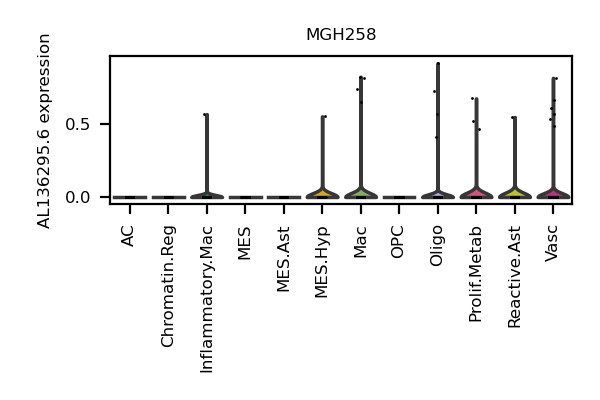 MGH258
AL136295.6 expression
0.5
0.0
AC
Chromatin.Reg
Inflammatory.Mac
MES
MES.Ast
MES.Hyp
Mac
OPC
Oligo
Prolif.Metab
Reactive.Ast
Vasc